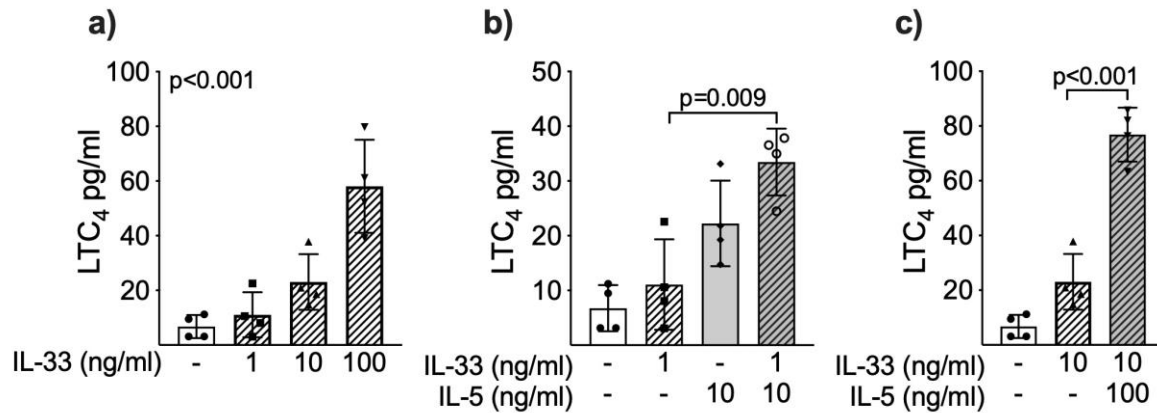 a)
p<0.001
LTC4 pg/ml
100
80
60
40
20
IL-33 (ng/ml) - 1 10 100
b)
p=0.009
LTC4 pg/ml
50
40
30
20
10
IL-33 (ng/ml) - 1 - 1
IL-5 (ng/ml) - - 10 10
c)
p<0.001
LTC4 pg/ml
100
80
60
40
20
IL-33 (ng/ml) - 10 10
IL-5 (ng/ml) - - 100